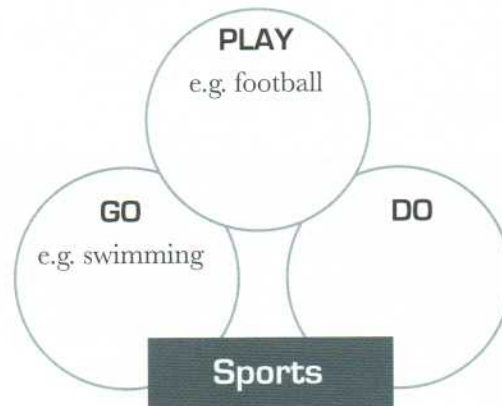 PLAY
e.g. football
GO
e.g. swimming
DO
Sports